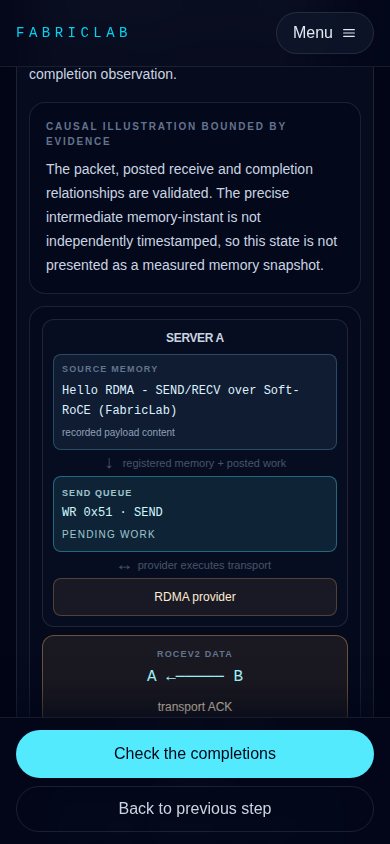 FABRICLAB
Menu
completion observation.
CAUSAL ILLUSTRATION BOUNDED BY
EVIDENCE
The packet, posted receive and completion
relationships are validated. The precise
intermediate memory-instant is not
independently timestamped, so this state is not
presented as a measured memory snapshot.
SERVER A
SOURCE MEMORY
Hello RDMA - SEND/RECV over Soft-
RoCE (FabricLab)
recorded payload content
↓ registered memory + posted work
SEND QUEUE
WR 0x51 · SEND
PENDING WORK
↔ provider executes transport
RDMA provider
ROCEV2 DATA
A ←────── B
transport ACK
Check the completions
Back to previous step